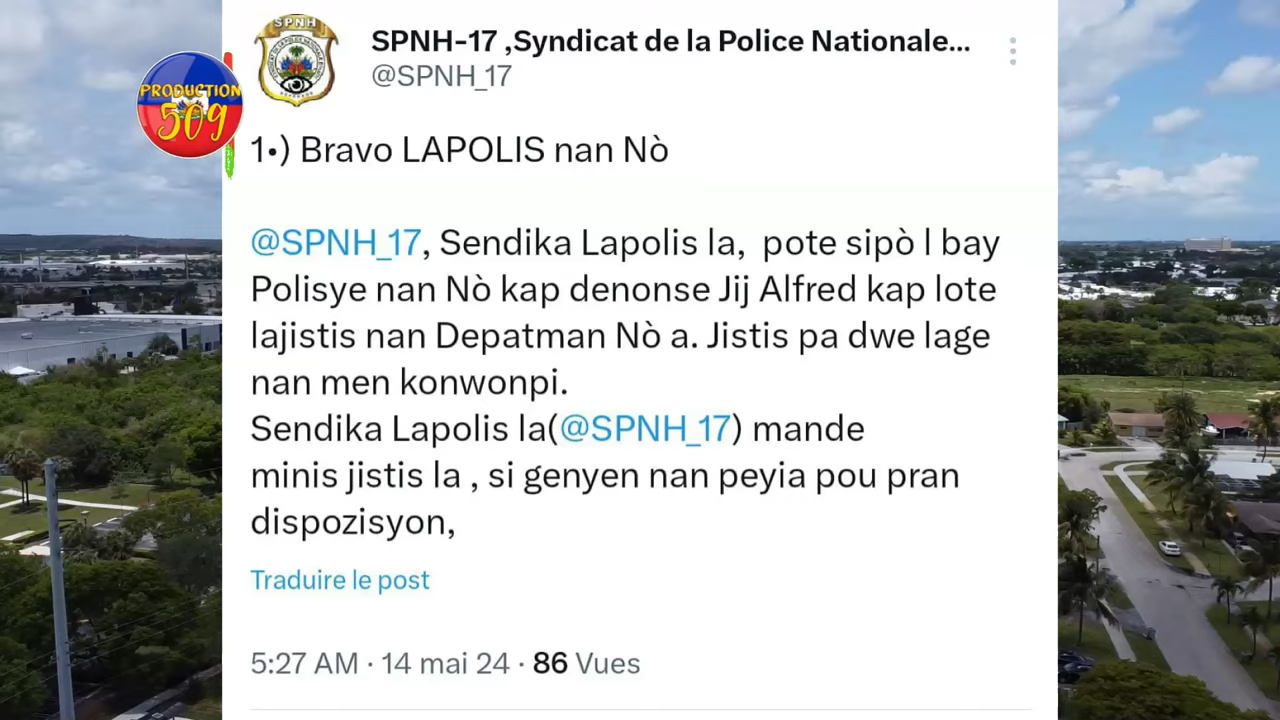 SPNH
PRODUCTION
509
SPNH-17 ,Syndicat de la Police Nationale...
@SPNH_17
1•) Bravo LAPOLIS nan Nò
@SPNH_17, Sendika Lapolis la,  pote sipò l bay
Polisye nan Nò kap denonse Jij Alfred kap lote
lajistis nan Depatman Nò a. Jistis pa dwe lage
nan men konwonpi.
Sendika Lapolis la(@SPNH_17) mande
minis jistis la , si genyen nan peyia pou pran
dispozisyon,
Traduire le post
5:27 AM · 14 mai 24 · 86 Vues